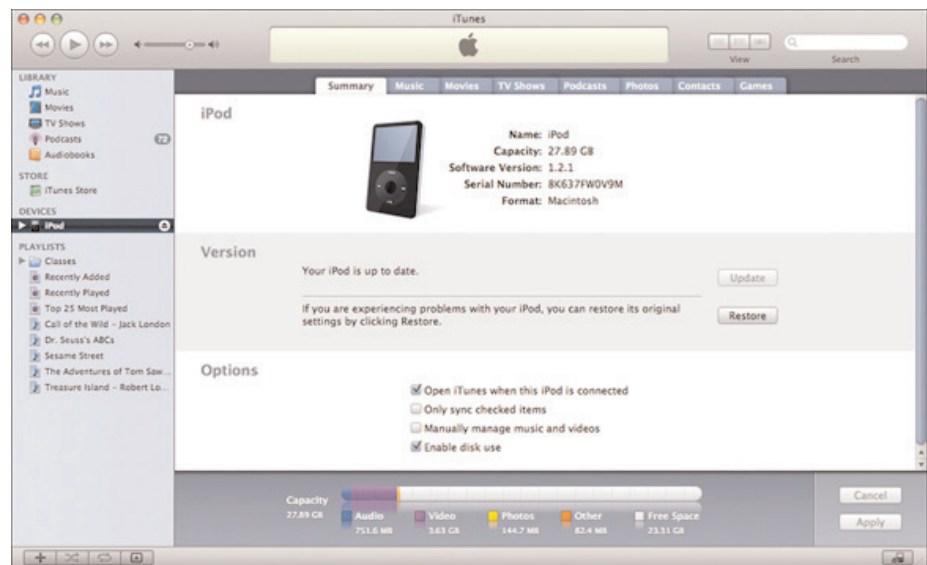 iTunes
View
Search
LIBRARY
Music
Movies
TV Shows
Podcasts
Audiobooks
STORE
iTunes Store
DEVICES
iPod
PLAYLISTS
Classes
Recently Added
Recently Played
Top 25 Most Played
Call of the Wild – Jack London
Dr. Seuss's ABCs
Sesame Street
The Adventures of Tom Saw...
Treasure Island – Robert Lo...
Summary Music Movies TV Shows Podcasts Photos Contacts Games
iPod
Name: iPod
Capacity: 27.89 GB
Software Version: 1.2.1
Serial Number: 8K637FW0V9M
Format: Macintosh
Version
Your iPod is up to date.
Update
If you are experiencing problems with your iPod, you can restore its original
settings by clicking Restore.
Restore
Options
Open iTunes when this iPod is connected
Only sync checked items
Manually manage music and videos
Enable disk use
Capacity
27.89 GB
Audio
751.6 MB
Video
3.63 GB
Photos
144.7 MB
Other
82.4 MB
Free Space
23.31 GB
Cancel
Apply